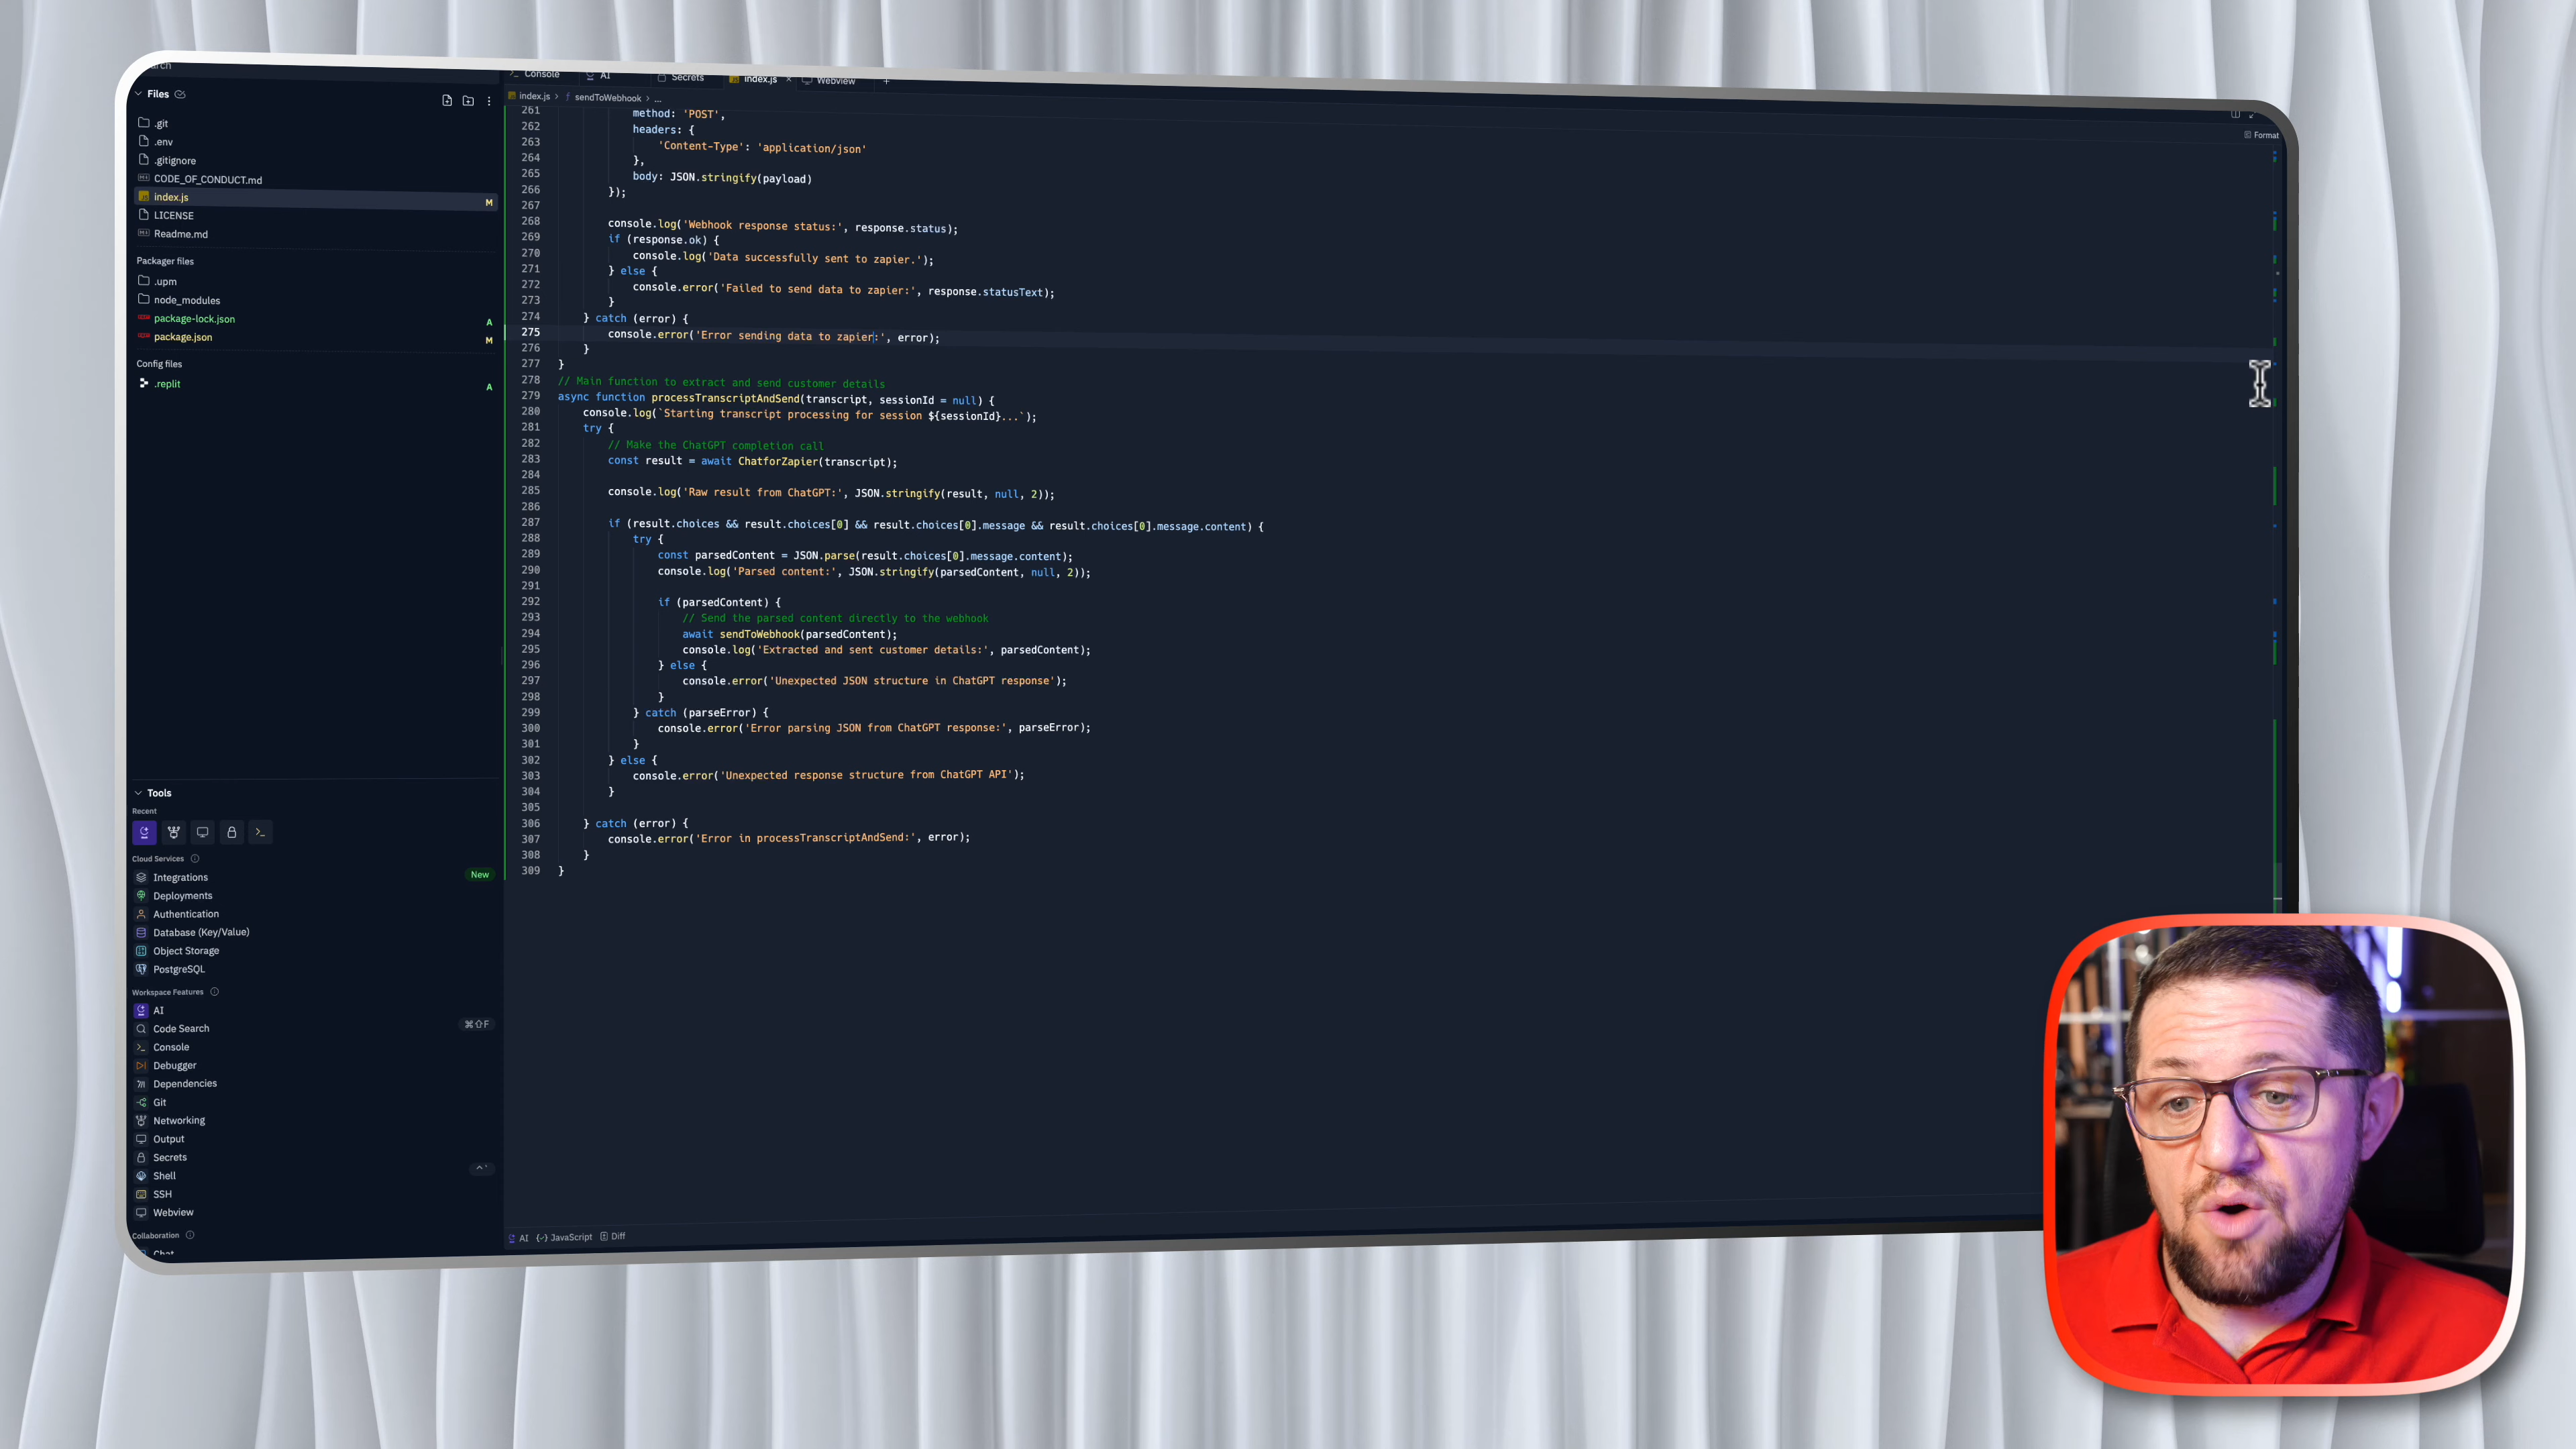 Files
.git
.env
.gitignore
CODE_OF_CONDUCT.md
index.js M
LICENSE
Readme.md
Packager files
.upm
node_modules
package-lock.json A
package.json M
Config files
.replit A
Tools
Recent
Cloud Services
Integrations New
Deployments
Authentication
Database (Key/Value)
Object Storage
PostgreSQL
Workspace Features
AI
Code Search ⌘⇧F
Console
Debugger
Dependencies
Git
Networking
Output
Secrets
Shell ^`
SSH
Webview
Collaboration
Chat
Console AI Secrets index.js × Webview +
index.js > f sendToWebhook > ...
Format
261 method: 'POST',
262 headers: {
263 'Content-Type': 'application/json'
264 },
265 body: JSON.stringify(payload)
266 });
267
268 console.log('Webhook response status:', response.status);
269 if (response.ok) {
270 console.log('Data successfully sent to zapier.');
271 } else {
272 console.error('Failed to send data to zapier:', response.statusText);
273 }
274 } catch (error) {
275 console.error('Error sending data to zapier:', error);
276 }
277 }
278 // Main function to extract and send customer details
279 async function processTranscriptAndSend(transcript, sessionId = null) {
280 console.log(`Starting transcript processing for session ${sessionId}...`);
281 try {
282 // Make the ChatGPT completion call
283 const result = await ChatforZapier(transcript);
284
285 console.log('Raw result from ChatGPT:', JSON.stringify(result, null, 2));
286
287 if (result.choices && result.choices[0] && result.choices[0].message && result.choices[0].message.content) {
288 try {
289 const parsedContent = JSON.parse(result.choices[0].message.content);
290 console.log('Parsed content:', JSON.stringify(parsedContent, null, 2));
291
292 if (parsedContent) {
293 // Send the parsed content directly to the webhook
294 await sendToWebhook(parsedContent);
295 console.log('Extracted and sent customer details:', parsedContent);
296 } else {
297 console.error('Unexpected JSON structure in ChatGPT response');
298 }
299 } catch (parseError) {
300 console.error('Error parsing JSON from ChatGPT response:', parseError);
301 }
302 } else {
303 console.error('Unexpected response structure from ChatGPT API');
304 }
305
306 } catch (error) {
307 console.error('Error in processTranscriptAndSend:', error);
308 }
309 }
AI {·} JavaScript Diff